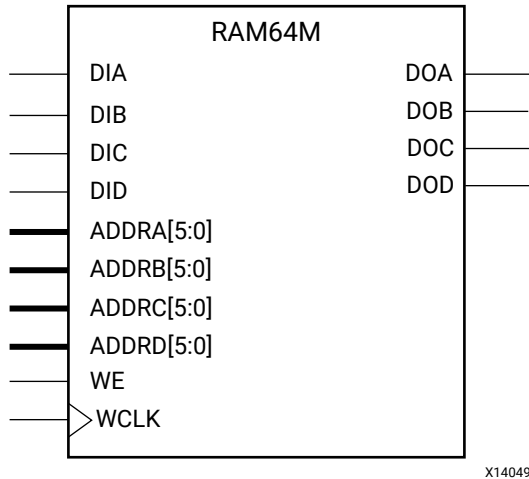 RAM64M
DIA
DIB
DIC
DID
ADDRA[5:0]
ADDRB[5:0]
ADDRC[5:0]
ADDRD[5:0]
WE
WCLK
DOA
DOB
DOC
DOD
X14049